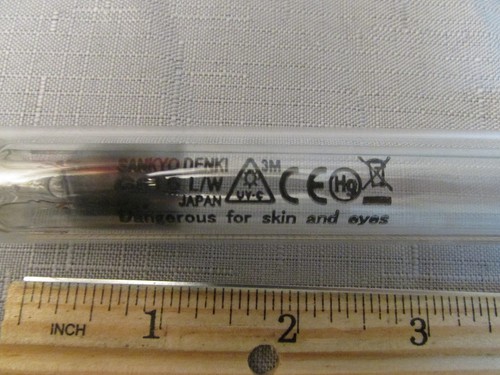 SANKYO DENKI 3M
L/W
UV-C
CE Hg
JAPAN
Dangerous for skin and eyes
INCH 1 2 3